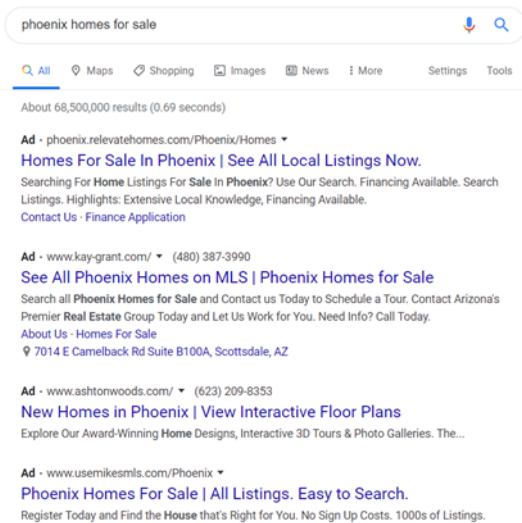 phoenix homes for sale
All Maps Shopping Images News More Settings Tools
About 68,500,000 results (0.69 seconds)
Ad · phoenix.relevatehomes.com/Phoenix/Homes
Homes For Sale In Phoenix | See All Local Listings Now.
Searching For Home Listings For Sale In Phoenix? Use Our Search. Financing Available. Search
Listings. Highlights: Extensive Local Knowledge, Financing Available.
Contact Us · Finance Application
Ad · www.kay-grant.com/ (480) 387-3990
See All Phoenix Homes on MLS | Phoenix Homes for Sale
Search all Phoenix Homes for Sale and Contact us Today to Schedule a Tour. Contact Arizona's
Premier Real Estate Group Today and Let Us Work for You. Need Info? Call Today.
About Us · Homes For Sale
7014 E Camelback Rd Suite B100A, Scottsdale, AZ
Ad · www.ashtonwoods.com/ (623) 209-8353
New Homes in Phoenix | View Interactive Floor Plans
Explore Our Award-Winning Home Designs, Interactive 3D Tours & Photo Galleries. The...
Ad · www.usemikesmls.com/Phoenix
Phoenix Homes For Sale | All Listings. Easy to Search.
Register Today and Find the House that's Right for You. No Sign Up Costs. 1000s of Listings.